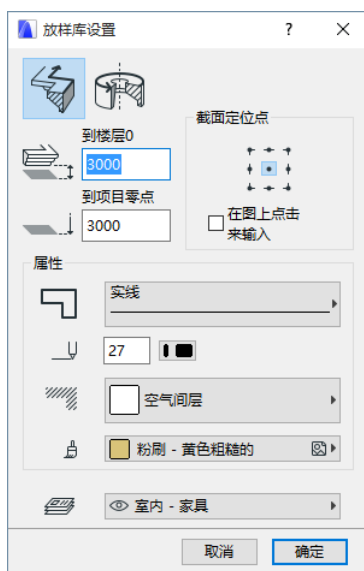 放样库设置
?
到楼层0
3000
到项目零点
3000
截面定位点
在图上点击
来输入
属性
实线
27
空气间层
粉刷 - 黄色粗糙的
室内 - 家具
取消
确定